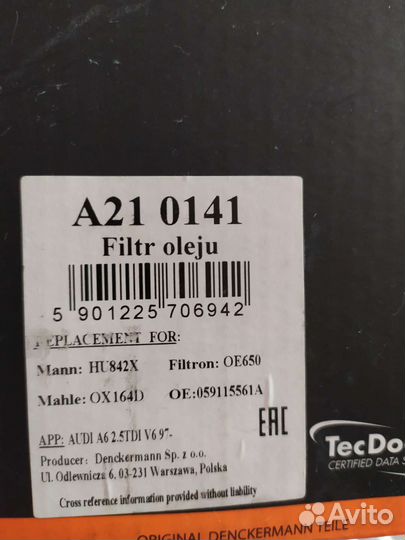 A21 0141
Filtr oleju
5 901225 706942
REPLACEMENT FOR:
Mann: HU842X Filtron: OE650
Mahle: OX164D OE:059115561A
APP: AUDI A6 2.5TDI V6 97-
Producer: Denckermann Sp. z o.o.
Ul. Odlewnicza 6, 03-231 Warszawa, Polska
Cross reference information provided without liability
EAC
TecDo
CERTIFIED DATA S
ORIGINAL DENCKERMANN TEILE
Avito